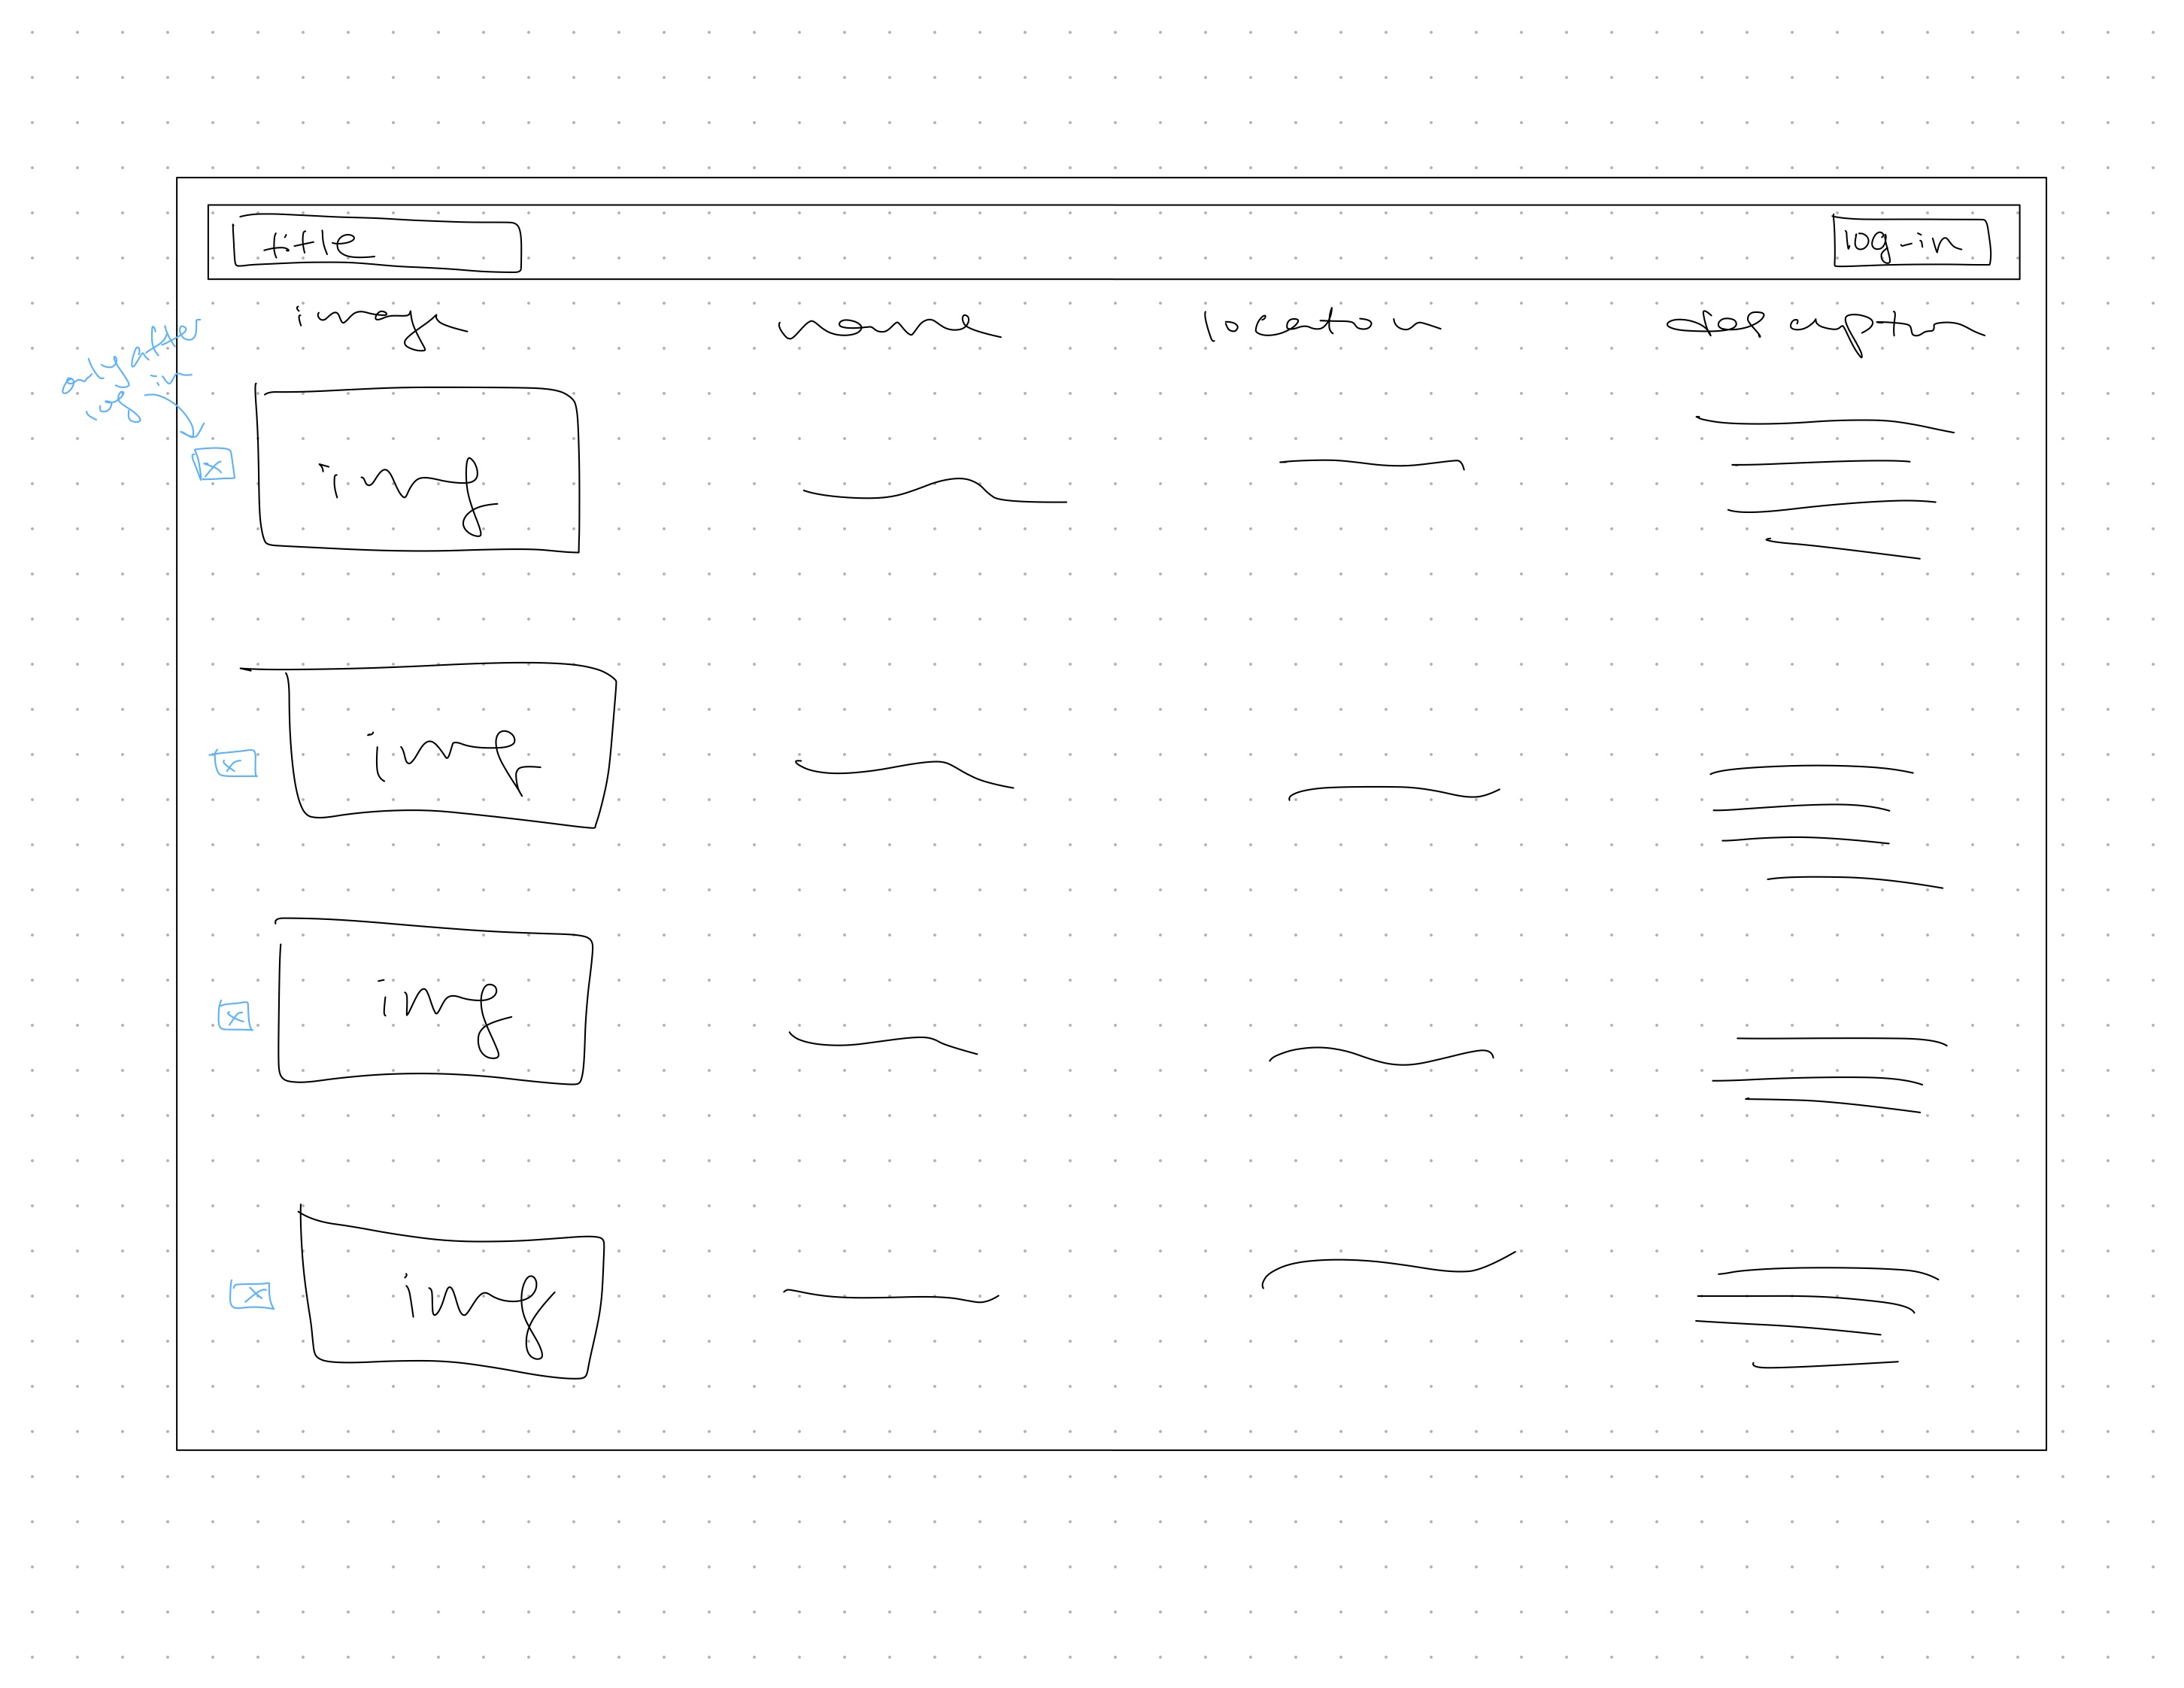 title
log-in
image
name
location
description
only after
log-in
x
img
x
img
x
img
x
img